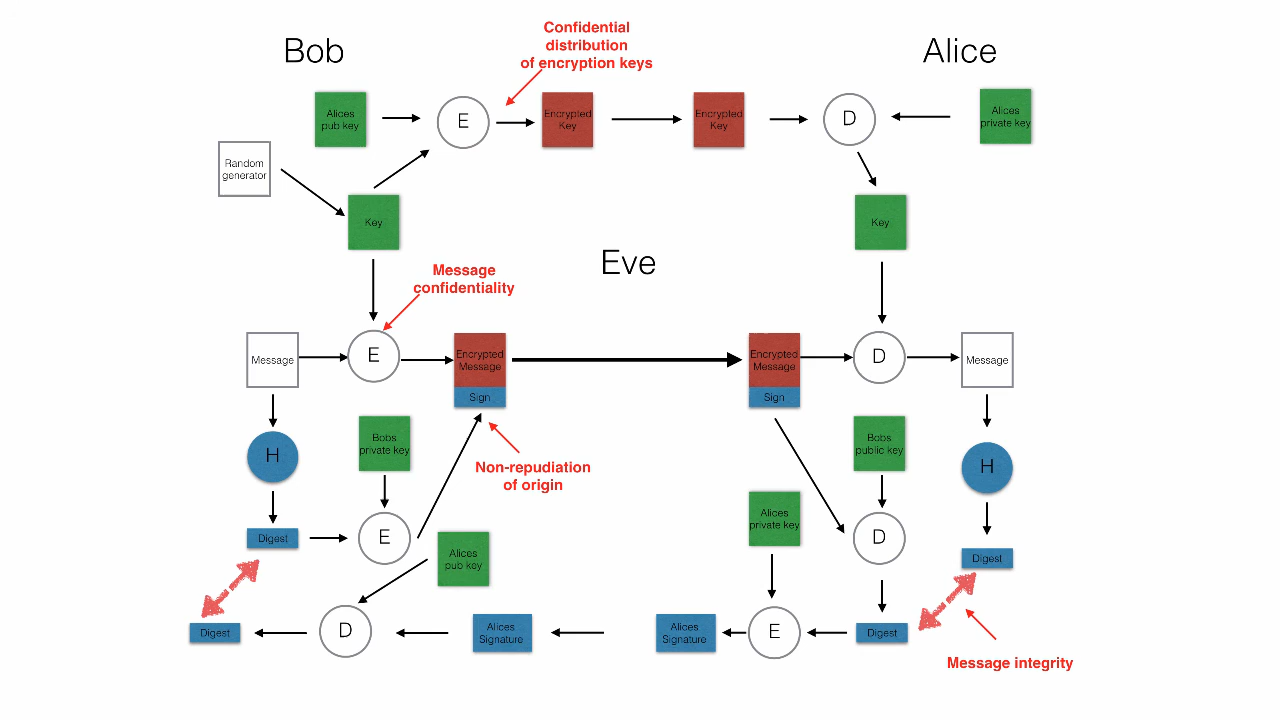 Confidential
distribution
of encryption keys
Bob
Alice
Alices
pub key
E
Encrypted
Key
Encrypted
Key
D
Alices
private key
Random
generator
Key
Key
Eve
Message
confidentiality
Message
E
Encrypted
Message
Sign
Encrypted
Message
Sign
D
Message
H
Bobs
private key
Non-repudiation
of origin
Bobs
public key
H
Digest
E
Alices
pub key
Alices
private key
D
Digest
Digest
D
Alices
Signature
Alices
Signature
E
Digest
Message integrity